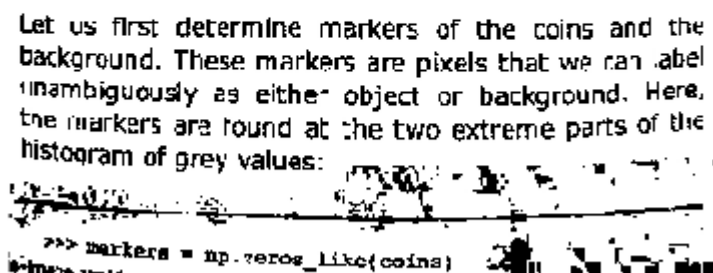 Let us first determine markers of the coins and the
background. These markers are pixels that we can label
unambiguously as either object or background. Here,
the markers are found at the two extreme parts of the
histogram of grey values:
>>> markers = np.zeros_like(coins)